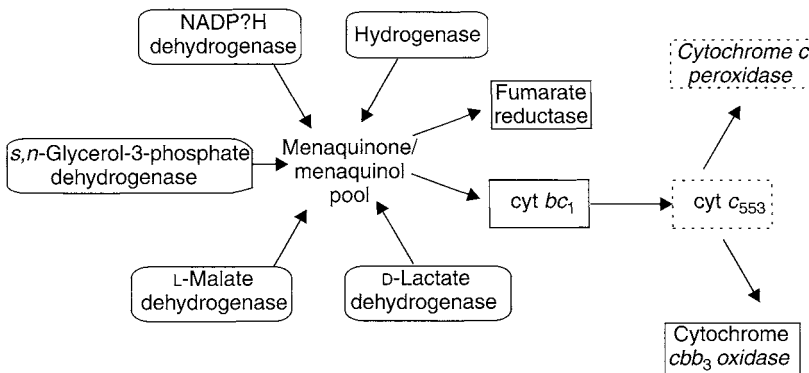 NADP?H
dehydrogenase
Hydrogenase
Cytochrome c
peroxidase
Fumarate
reductase
s,n-Glycerol-3-phosphate
dehydrogenase
Menaquinone/
menaquinol
pool
cyt bc1
cyt c553
L-Malate
dehydrogenase
D-Lactate
dehydrogenase
Cytochrome
cbb3 oxidase